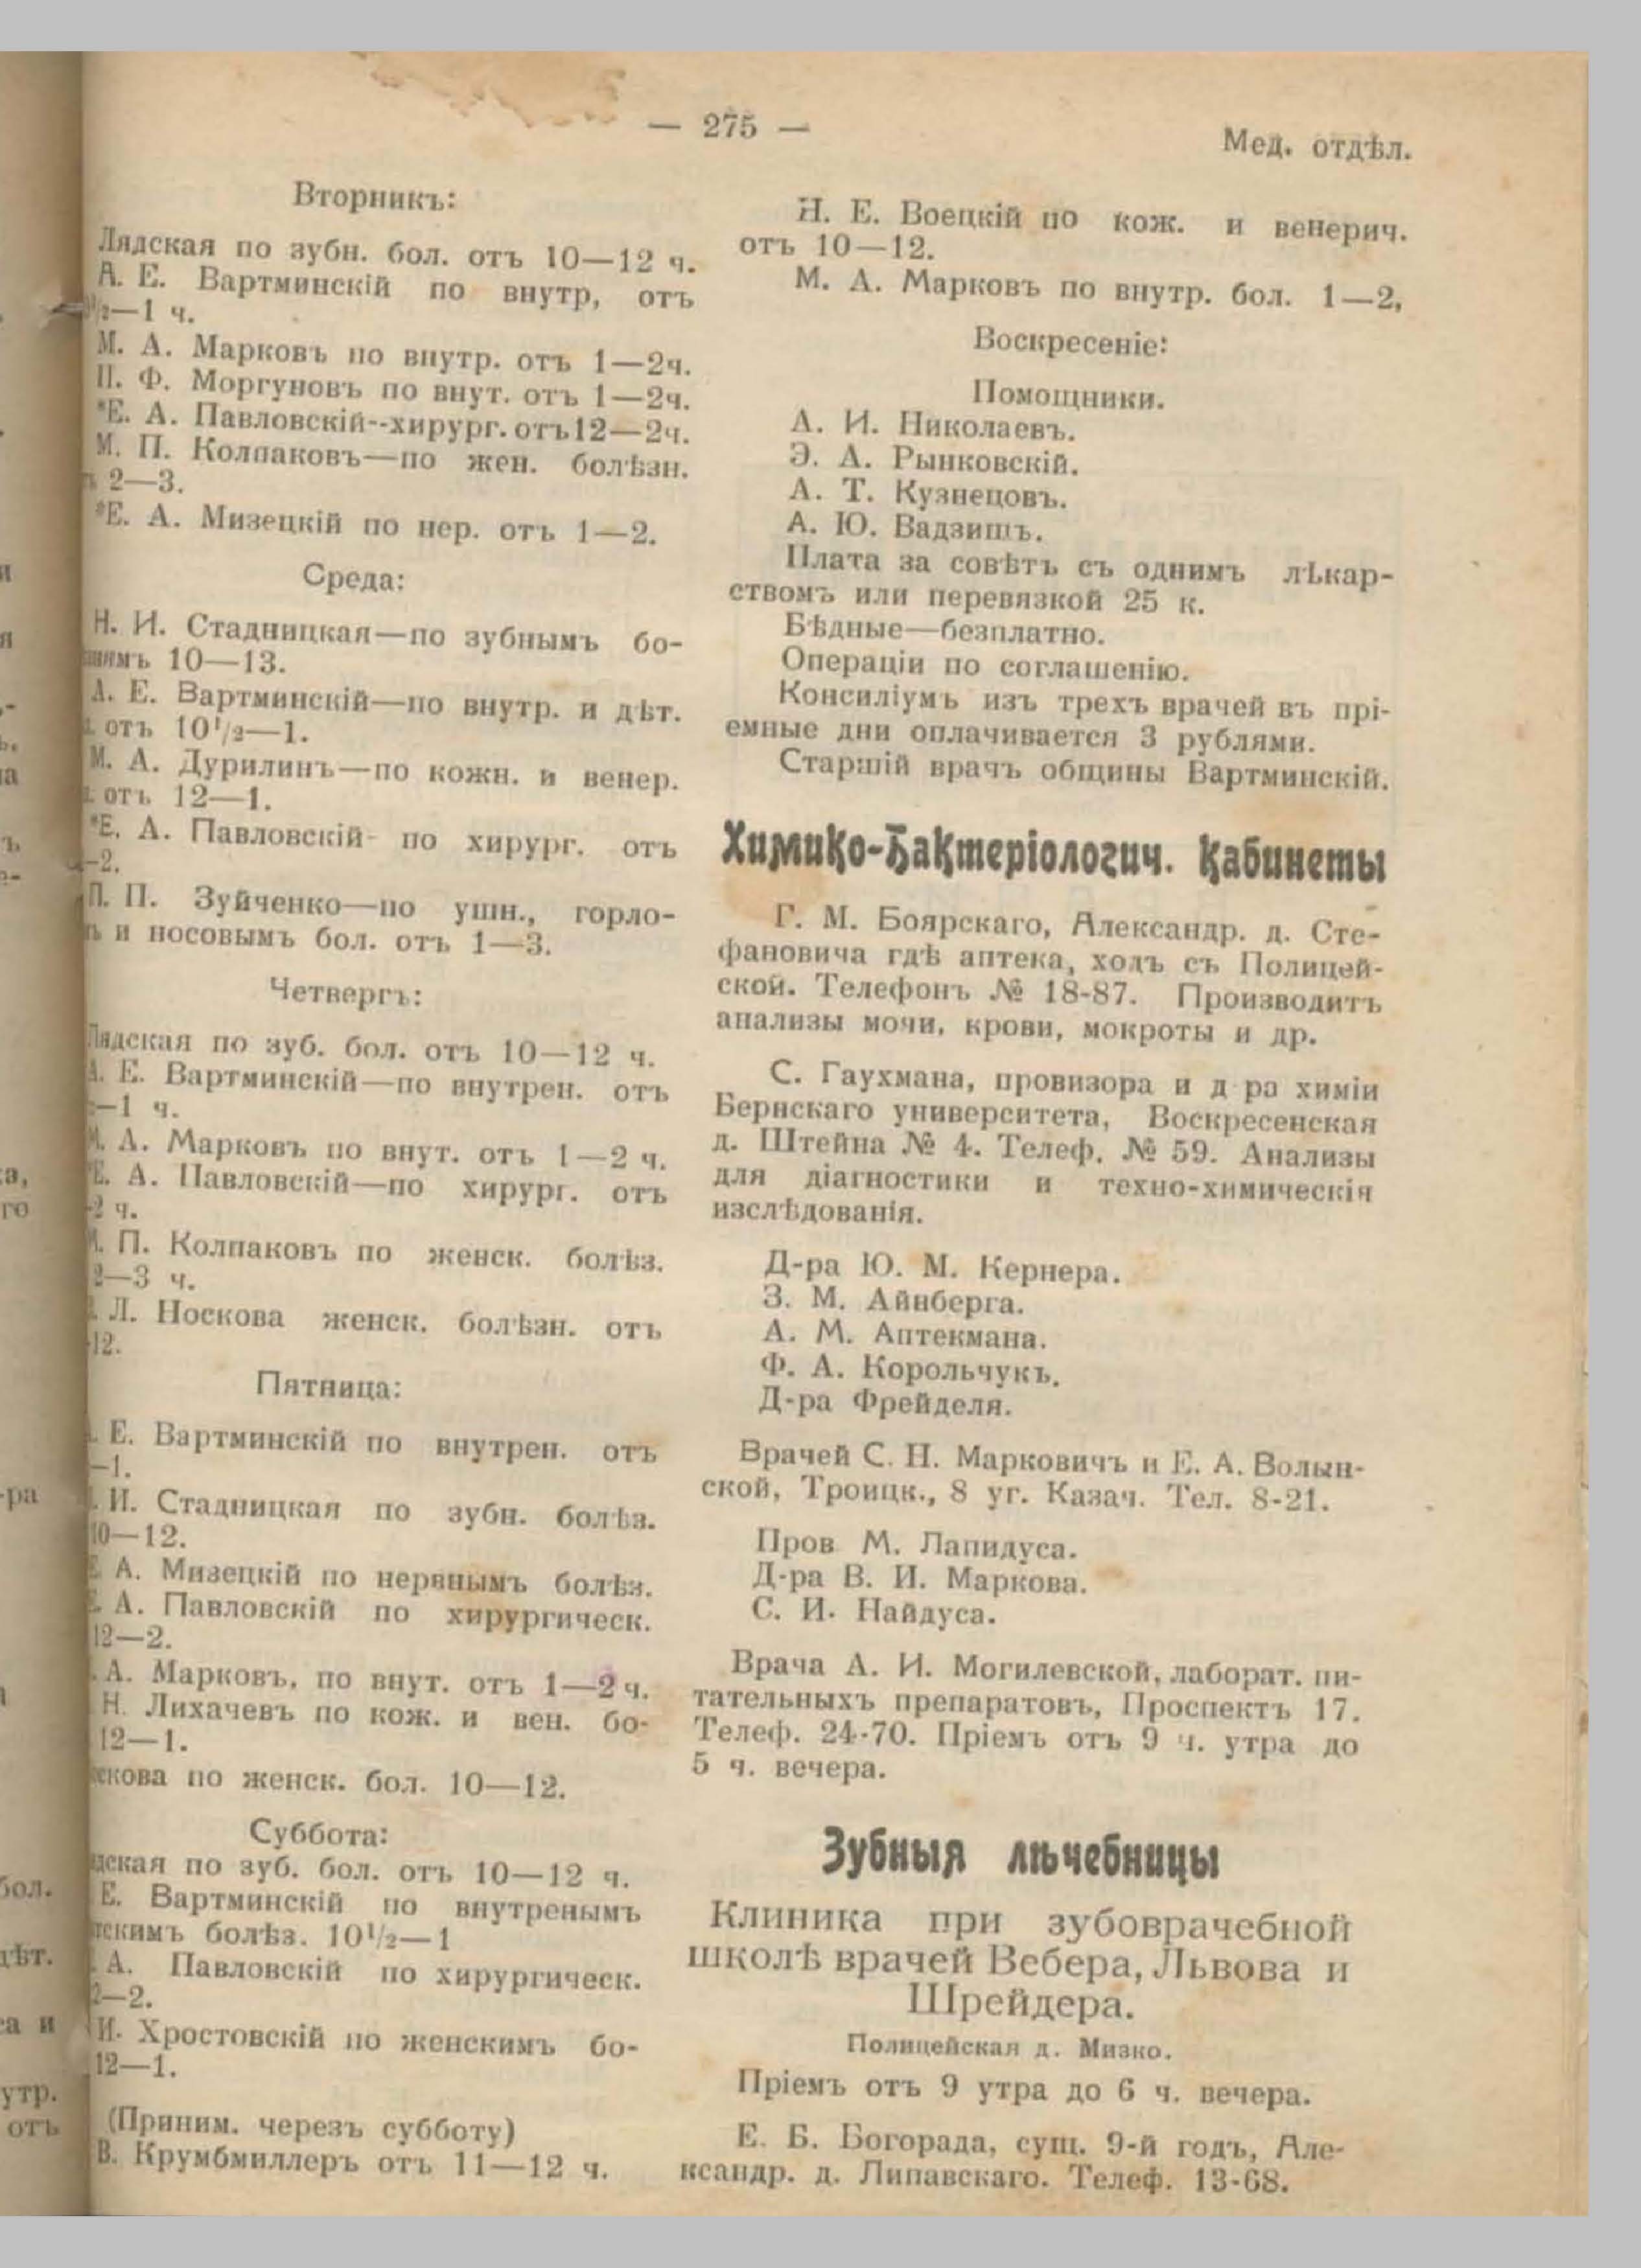 — 275 —
Мед. отдѣл.
Вторникъ:
Лядская по зубн. бол. отъ 10—12 ч.
А. Е. Вартминскій по внутр, отъ
—1 ч.
М. А. Марковъ по внутр. отъ 1—2ч.
П. Ф. Моргуновъ по внут. отъ 1—2ч.
*Е. А. Павловскій--хирург. отъ 12—2ч.
М. П. Колпаковъ—по жен. болѣзн.
2—3.
*Е. А. Мизецкій по нер. отъ 1—2.
Среда:
Н. И. Стадницкая—по зубнымъ бо-
10—13.
А. Е. Вартминскій—по внутр. и дѣт.
отъ 10¹/₂—1.
М. А. Дурилинъ—по кожн. и венер.
отъ 12—1.
*Е. А. Павловскій- по хирург. отъ
—2.
П. П. Зуйченко—по ушн., горло-
и носовымъ бол. отъ 1—3.
Четвергъ:
Лядская по зуб. бол. отъ 10—12 ч.
А. Е. Вартминскій—по внутрен. отъ
—1 ч.
М. А. Марковъ по внут. отъ 1—2 ч.
Е. А. Павловскій—по хирург. отъ
-2 ч.
М. П. Колпаковъ по женск. болѣз.
2—3 ч.
Л. Носкова женск. болѣзн. отъ
-12.
Пятница:
Е. Вартминскій по внутрен. отъ
—1.
И. Стадницкая по зубн. болѣз.
10—12.
Е. А. Мизецкій по нервнымъ болѣз.
Е. А. Павловскій по хирургическ.
12—2.
А. Марковъ, по внут. отъ 1—2 ч.
Н. Лихачевъ по кож. и вен. бо-
12—1.
скова по женск. бол. 10—12.
Суббота:
дская по зуб. бол. отъ 10—12 ч.
Е. Вартминскій по внутренымъ
тскимъ болѣз. 10¹/₂—1
А. Павловскій по хирургическ.
2—2.
И. Хростовскій по женскимъ бо-
12—1.
(Приним. черезъ субботу)
В. Крумбмиллеръ отъ 11—12 ч.
Н. Е. Воецкій по кож. и венерич.
отъ 10—12.
М. А. Марковъ по внутр. бол. 1—2,
Воскресеніе:
Помощники.
А. И. Николаевъ.
Э. А. Рынковскій.
А. Т. Кузнецовъ.
А. Ю. Вадзишъ.
Плата за совѣтъ съ однимъ лѣкар-
ствомъ или перевязкой 25 к.
Бѣдные—безплатно.
Операціи по соглашенію.
Консиліумъ изъ трехъ врачей въ прі-
емные дни оплачивается 3 рублями.
Старшій врачъ общины Вартминскій.
Химико-Бактеріологич. Кабинеты
Г. М. Боярскаго, Александр. д. Сте-
фановича гдѣ аптека, ходъ съ Полицей-
ской. Телефонъ № 18-87. Производитъ
анализы мочи, крови, мокроты и др.
С. Гаухмана, провизора и д ра химіи
Бернскаго университета, Воскресенская
д. Штейна № 4. Телеф. № 59. Анализы
для діагностики и техно-химическія
изслѣдованія.
Д-ра Ю. М. Кернера.
З. М. Айнберга.
А. М. Аптекмана.
Ф. А. Корольчукъ.
Д-ра Фрейделя.
Врачей С. Н. Марковичъ и Е. А. Волын-
ской, Троицк., 8 уг. Казач. Тел. 8-21.
Пров М. Лапидуса.
Д-ра В. И. Маркова.
С. И. Найдуса.
Врача А. И. Могилевской, лаборат. пи-
тательныхъ препаратовъ, Проспектъ 17.
Телеф. 24-70. Пріемъ отъ 9 ч. утра до
5 ч. вечера.
Зубныя лѣчебницы
Клиника при зубоврачебной
школѣ врачей Вебера, Львова и
Шрейдера.
Полицейская д. Мизко.
Пріемъ отъ 9 утра до 6 ч. вечера.
Е. Б. Богорада, сущ. 9-й годъ, Але-
ксандр. д. Липавскаго. Телеф. 13-68.